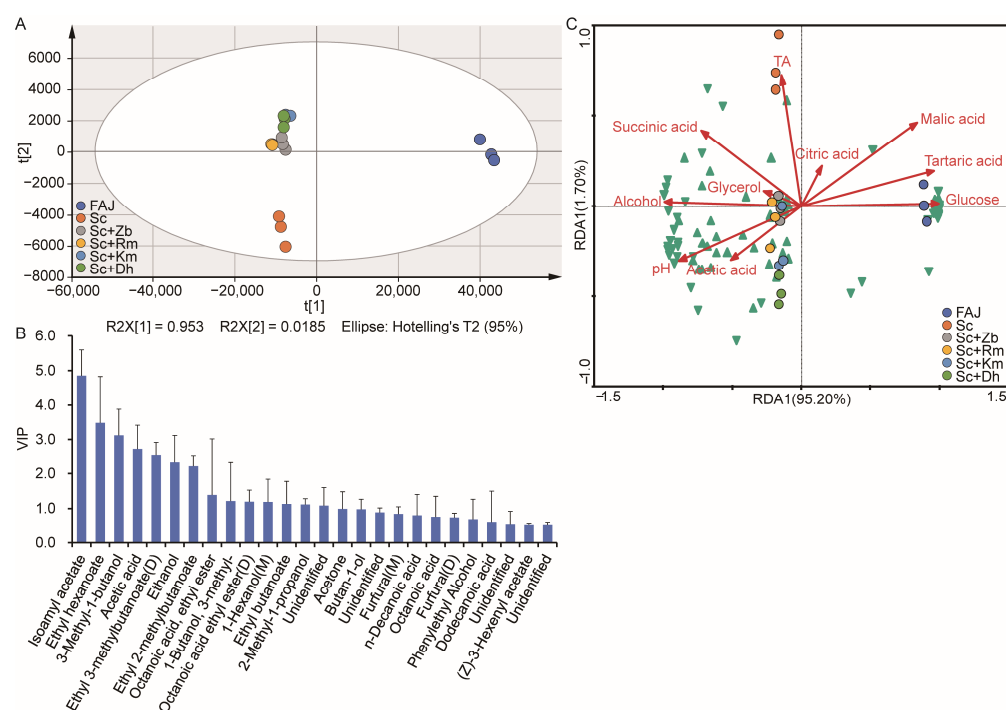 A
6000
4000
2000
0
−2000
−4000
−6000
−8000
t[2]
FAJ
Sc
Sc+Zb
Sc+Rm
Sc+Km
Sc+Dh
−60,000
−40,000
−20,000
0
20,000
40,000
t[1]
R2X[1] = 0.953 R2X[2] = 0.0185 Ellipse: Hotelling's T2 (95%)
B
6.0
5.0
4.0
3.0
2.0
1.0
0.0
VIP
Isoamyl acetate
Ethyl hexanoate
3-Methyl-1-butanol
Acetic acid
Ethyl 3-methylbutanoate(D)
Ethanol
Ethyl 2-methylbutanoate
Octanoic acid, ethyl ester
1-Butanol, 3-methyl-
Octanoic acid ethyl ester(D)
1-Hexanol(M)
Ethyl butanoate
2-Methyl-1-propanol
Unidentified
Acetone
Butan-1-ol
Unidentified
Furfural(M)
n-Decanoic acid
Octanoic acid
Furfural(D)
Phenylethyl Alcohol
Dodecanoic acid
Unidentified
(Z)-3-Hexenyl acetate
Unidentified
C
1.0
−1.0
RDA1(1.70%)
TA
Malic acid
Succinic acid
Citric acid
Tartaric acid
Glycerol
Alcohol
Glucose
pH
Acetic acid
FAJ
Sc
Sc+Zb
Sc+Rm
Sc+Km
Sc+Dh
−1.5
1.5
RDA1(95.20%)